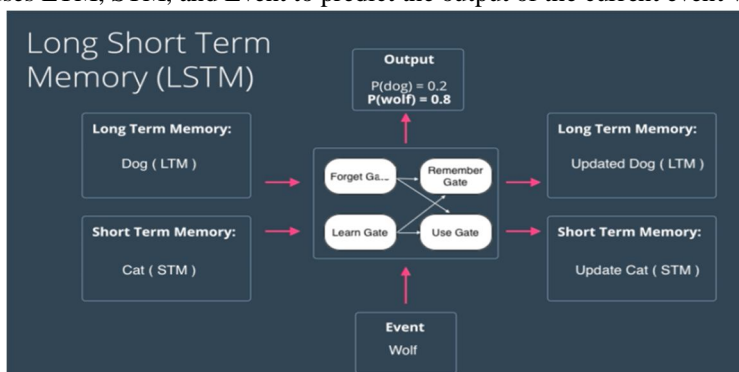 Long Short Term
Memory (LSTM)
Output
P(dog) = 0.2
P(wolf) = 0.8
Long Term Memory:
Dog ( LTM )
Forget Ga...
Remember
Gate
Long Term Memory:
Updated Dog ( LTM )
Short Term Memory:
Cat ( STM )
Learn Gate
Use Gate
Short Term Memory:
Update Cat ( STM )
Event
Wolf